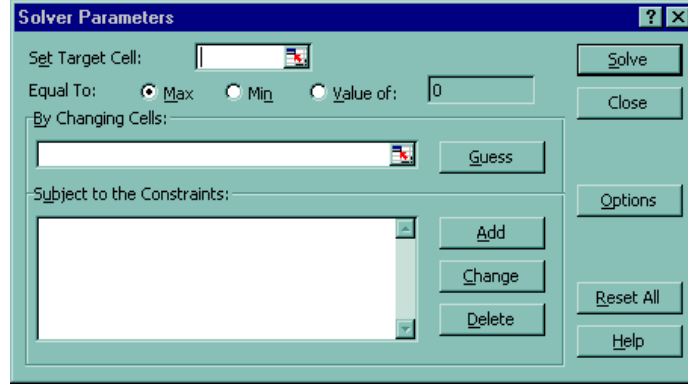 Solver Parameters
Set Target Cell:
Solve
Equal To: Max Min Value of: 0
Close
By Changing Cells:
Guess
Subject to the Constraints:
Options
Add
Change
Reset All
Delete
Help